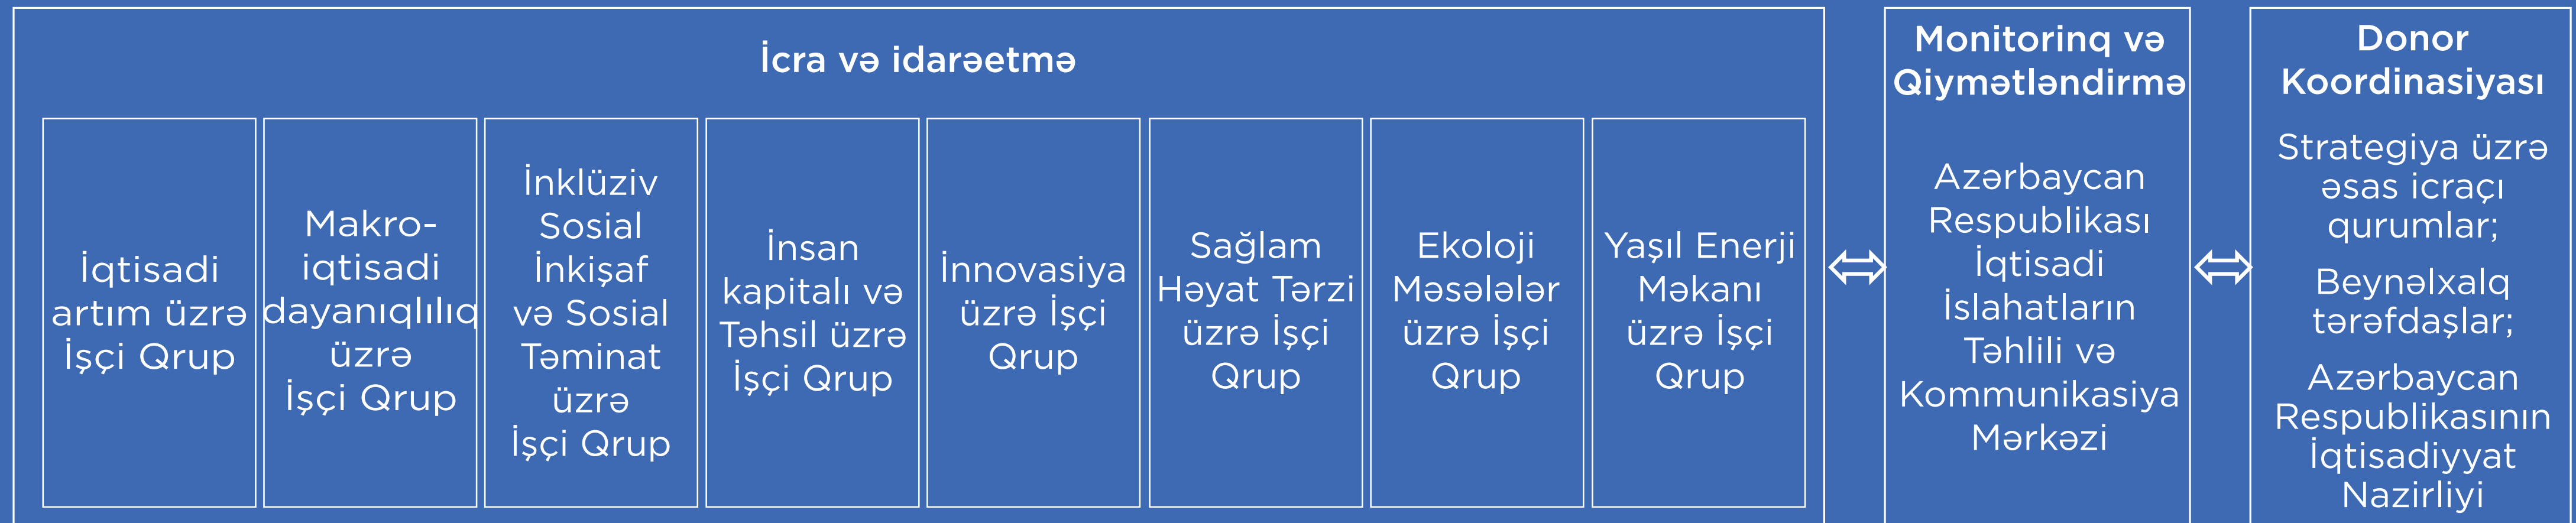 İcra və idarəetmə
İqtisadi
artım üzrə
İşçi Qrup
Makro-
iqtisadi
dayanıqlılıq
üzrə
İşçi Qrup
İnklüziv
Sosial
İnkişaf
və Sosial
Təminat
üzrə
İşçi Qrup
İnsan
kapitalı və
Təhsil üzrə
İşçi Qrup
İnnovasiya
üzrə İşçi
Qrup
Sağlam
Həyat Tərzi
üzrə İşçi
Qrup
Ekoloji
Məsələlər
üzrə İşçi
Qrup
Yaşıl Enerji
Məkanı
üzrə İşçi
Qrup
Monitorinq və
Qiymətləndirmə
Azərbaycan
Respublikası
İqtisadi
İslahatların
Təhlili və
Kommunikasiya
Mərkəzi
Donor
Koordinasiyası
Strategiya üzrə
əsas icraçı
qurumlar;
Beynəlxalq
tərəfdaşlar;
Azərbaycan
Respublikasının
İqtisadiyyat
Nazirliyi